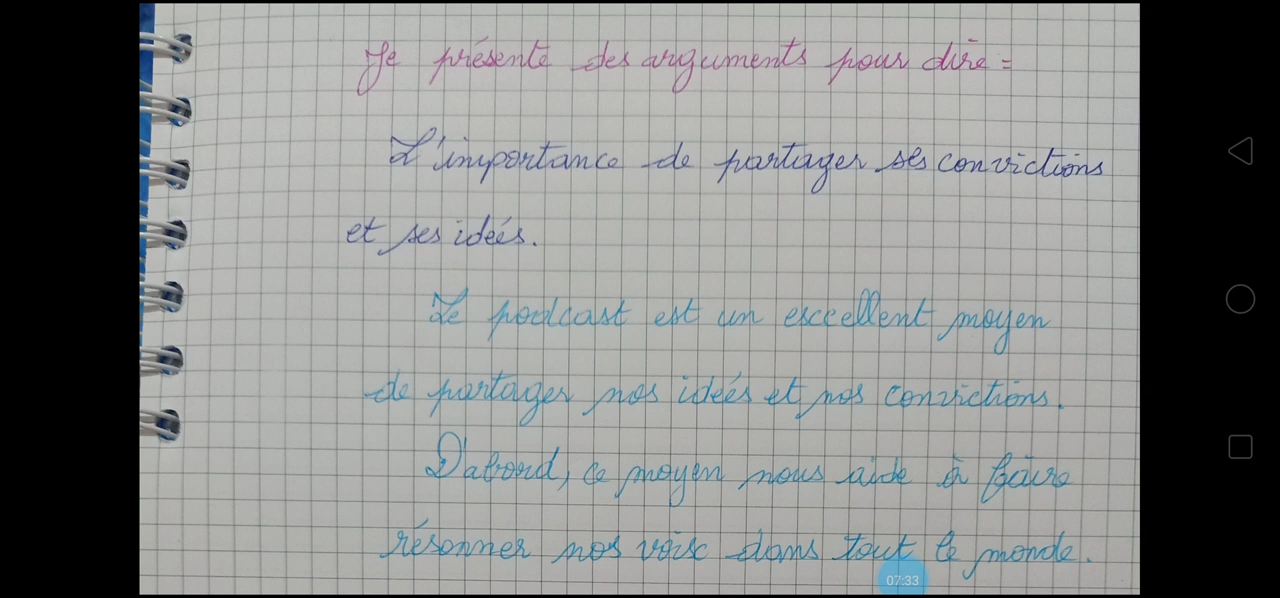 Je présente des arguments pour dire =
L'importance de partager ses convictions
et ses idées.
Le podcast est un excellent moyen
de partager nos idées et nos convictions.
D'abord, ce moyen nous aide à faire
résonner nos voix dans tout le monde.
07:33